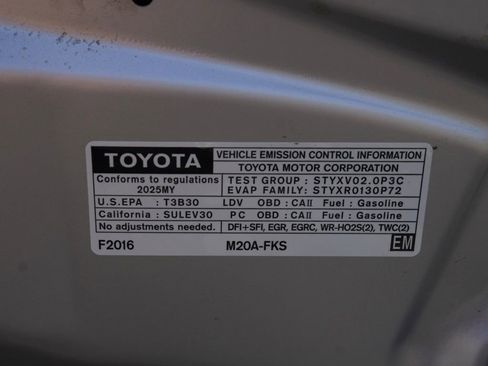 TOYOTA VEHICLE EMISSION CONTROL INFORMATION
TOYOTA MOTOR CORPORATION
Conforms to regulations TEST GROUP : STYXV02.0P3C
2025MY EVAP FAMILY: STYXR0130P72
U.S.EPA : T3B30 LDV OBD : CAII Fuel : Gasoline
California : SULEV30 PC OBD : CAII Fuel : Gasoline
No adjustments needed. DFI+SFI, EGR, EGRC, WR-HO2S(2), TWC(2)
F2016 M20A-FKS EM